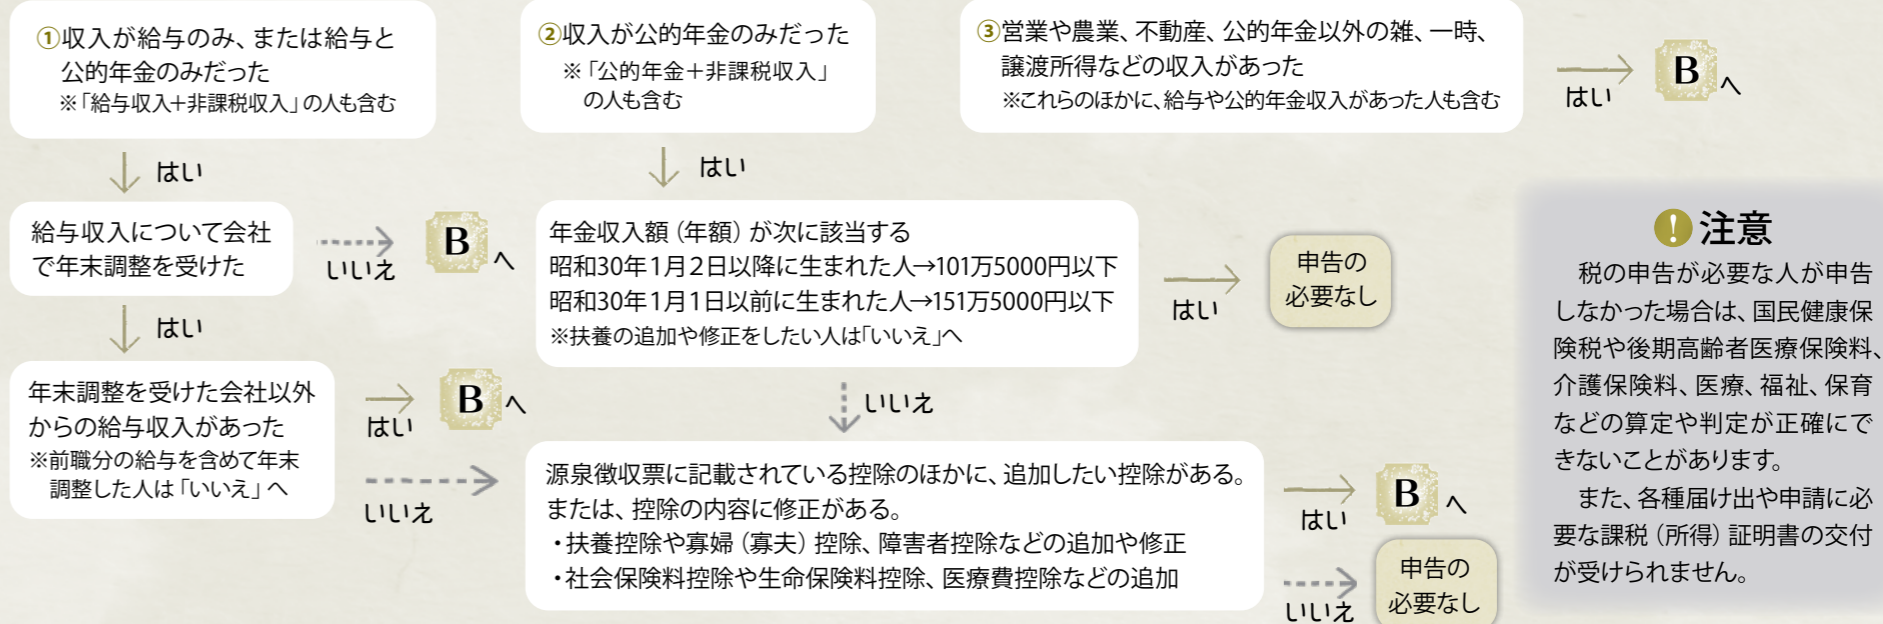 ①収入が給与のみ、または給与と
公的年金のみだった
※「給与収入+非課税収入」の人も含む
はい
給与収入について会社
で年末調整を受けた
いいえ
Bへ
はい
年末調整を受けた会社以外
からの給与収入があった
※前職分の給与を含めて年末
調整した人は「いいえ」へ
はい
Bへ
いいえ
②収入が公的年金のみだった
※「公的年金+非課税収入」
の人も含む
はい
年金収入額(年額)が次に該当する
昭和30年1月2日以降に生まれた人→101万5000円以下
昭和30年1月1日以前に生まれた人→151万5000円以下
※扶養の追加や修正をしたい人は「いいえ」へ
はい
申告の
必要なし
いいえ
源泉徴収票に記載されている控除のほかに、追加したい控除がある。
または、控除の内容に修正がある。
・扶養控除や寡婦(寡夫)控除、障害者控除などの追加や修正
・社会保険料控除や生命保険料控除、医療費控除などの追加
はい
Bへ
いいえ
申告の
必要なし
③営業や農業、不動産、公的年金以外の雑、一時、
譲渡所得などの収入があった
※これらのほかに、給与や公的年金収入があった人も含む
はい
Bへ
! 注意
税の申告が必要な人が申告
しなかった場合は、国民健康保
険税や後期高齢者医療保険料、
介護保険料、医療、福祉、保育
などの算定や判定が正確にで
きないことがあります。
また、各種届け出や申請に必
要な課税(所得)証明書の交付
が受けられません。